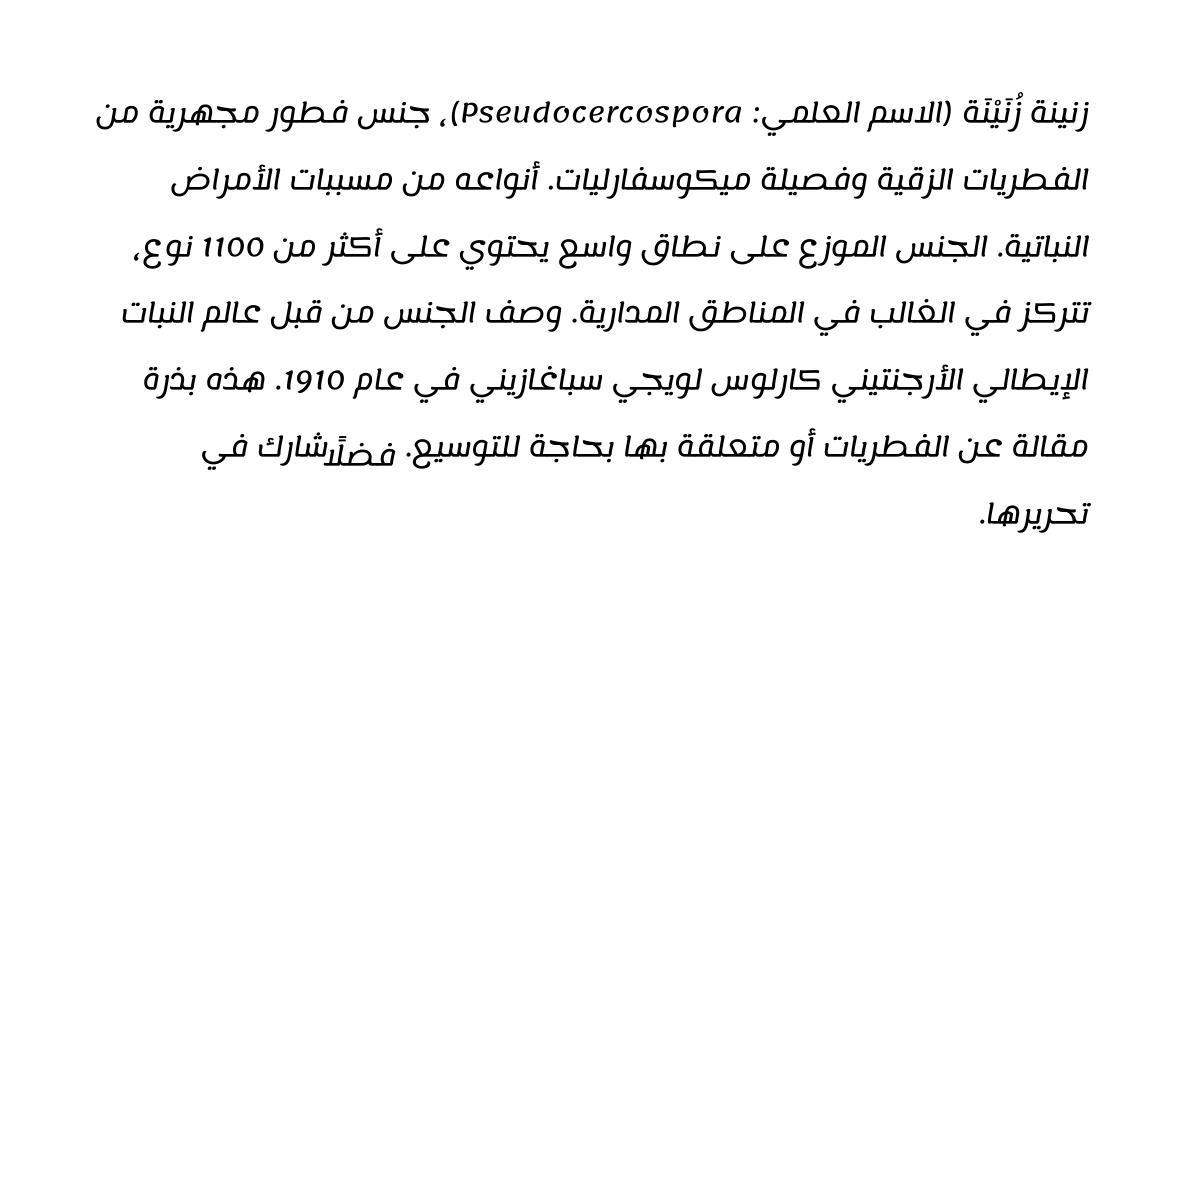 زنينة زُنَيْنَة (الاسم العلمي: Pseudocercospora)، جنس فطور مجهرية من
الفطريات الزقية وفصيلة ميكوسفارليات. أنواعه من مسببات الأمراض
النباتية. الجنس الموزع على نطاق واسع يحتوي على أكثر من 1100 نوع،
تتركز في الغالب في المناطق المدارية. وصف الجنس من قبل عالم النبات
الإيطالي الأرجنتيني كارلوس لويجي سباغازيني في عام 1910. هذه بذرة
مقالة عن الفطريات أو متعلقة بها بحاجة للتوسيع. فضلًا شارك في
تحريرها.